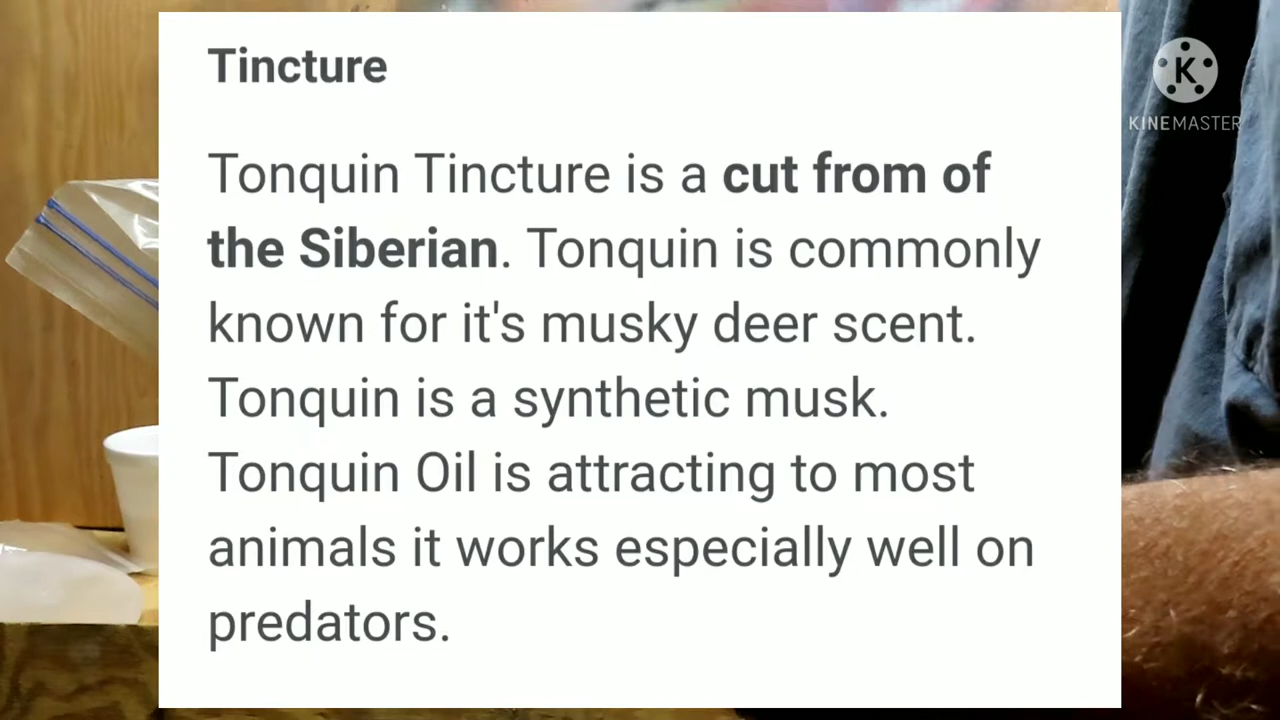 Tincture
Tonquin Tincture is a cut from of
the Siberian. Tonquin is commonly
known for it's musky deer scent.
Tonquin is a synthetic musk.
Tonquin Oil is attracting to most
animals it works especially well on
predators.
K
KINEMASTER